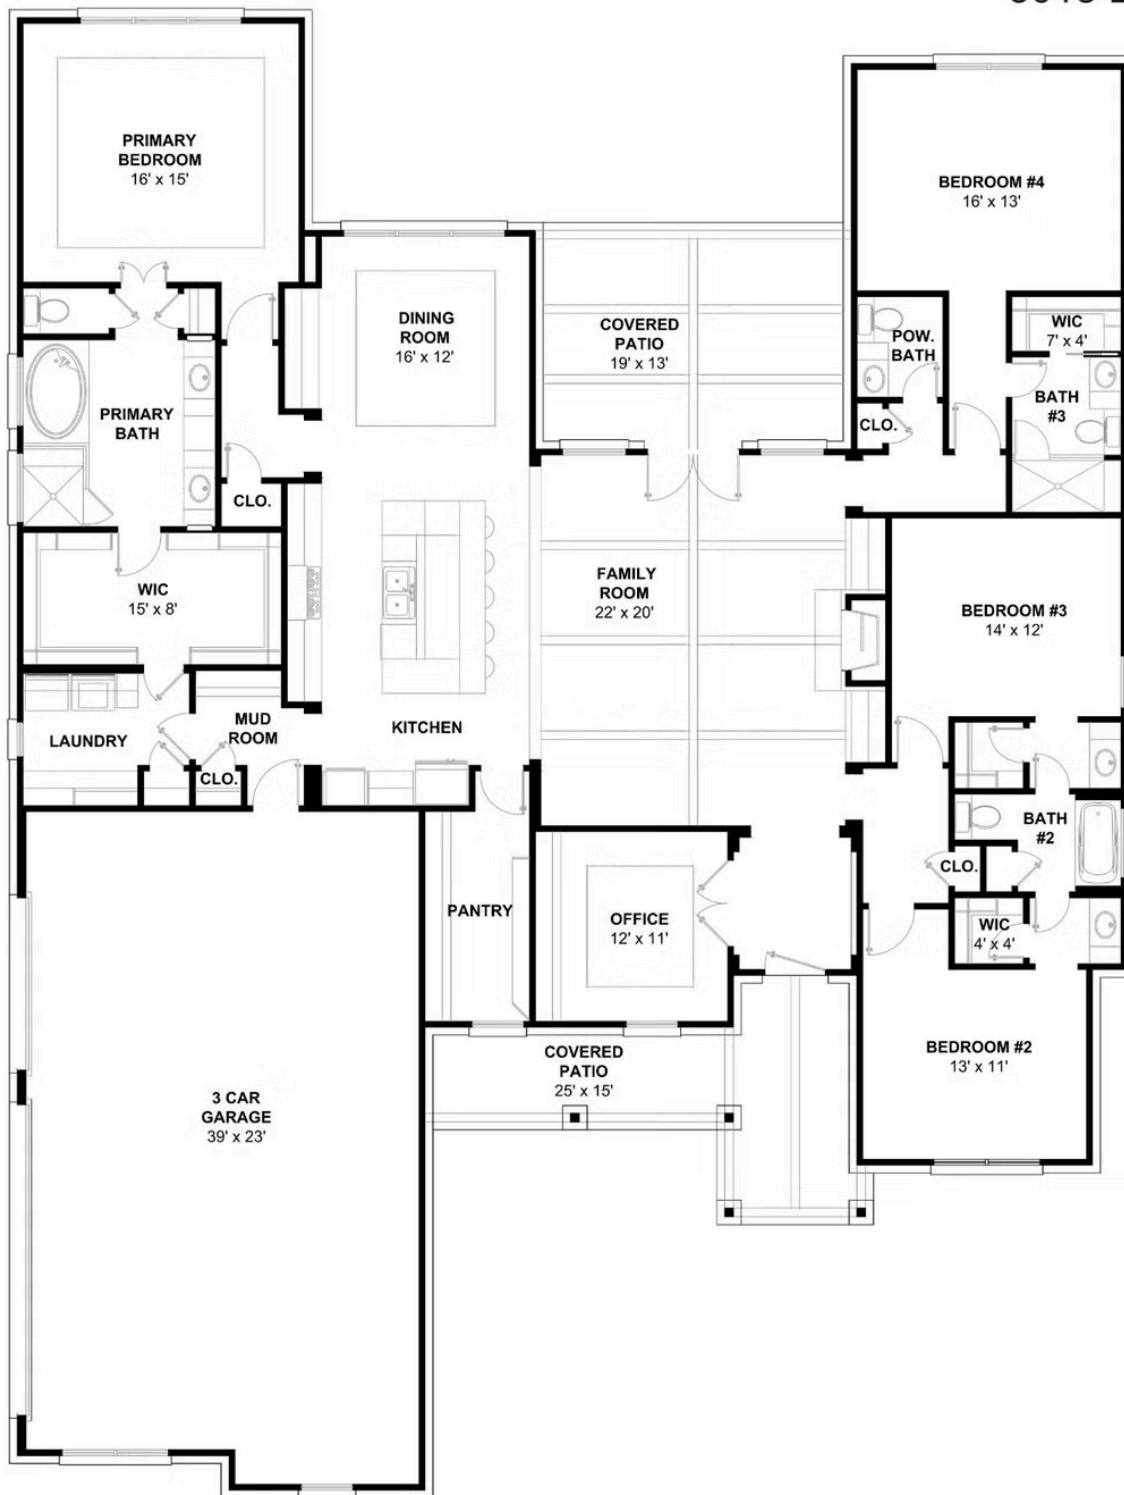 PRIMARY
BEDROOM
16' x 15'
BEDROOM #4
16' x 13'
DINING
ROOM
16' x 12'
COVERED
PATIO
19' x 13'
POW.
BATH
WIC
7' x 4'
BATH
#3
CLO.
PRIMARY
BATH
CLO.
WIC
15' x 8'
FAMILY
ROOM
22' x 20'
BEDROOM #3
14' x 12'
LAUNDRY
MUD
ROOM
CLO.
KITCHEN
BATH
#2
CLO.
PANTRY
OFFICE
12' x 11'
WIC
4' x 4'
COVERED
PATIO
25' x 15'
BEDROOM #2
13' x 11'
3 CAR
GARAGE
39' x 23'